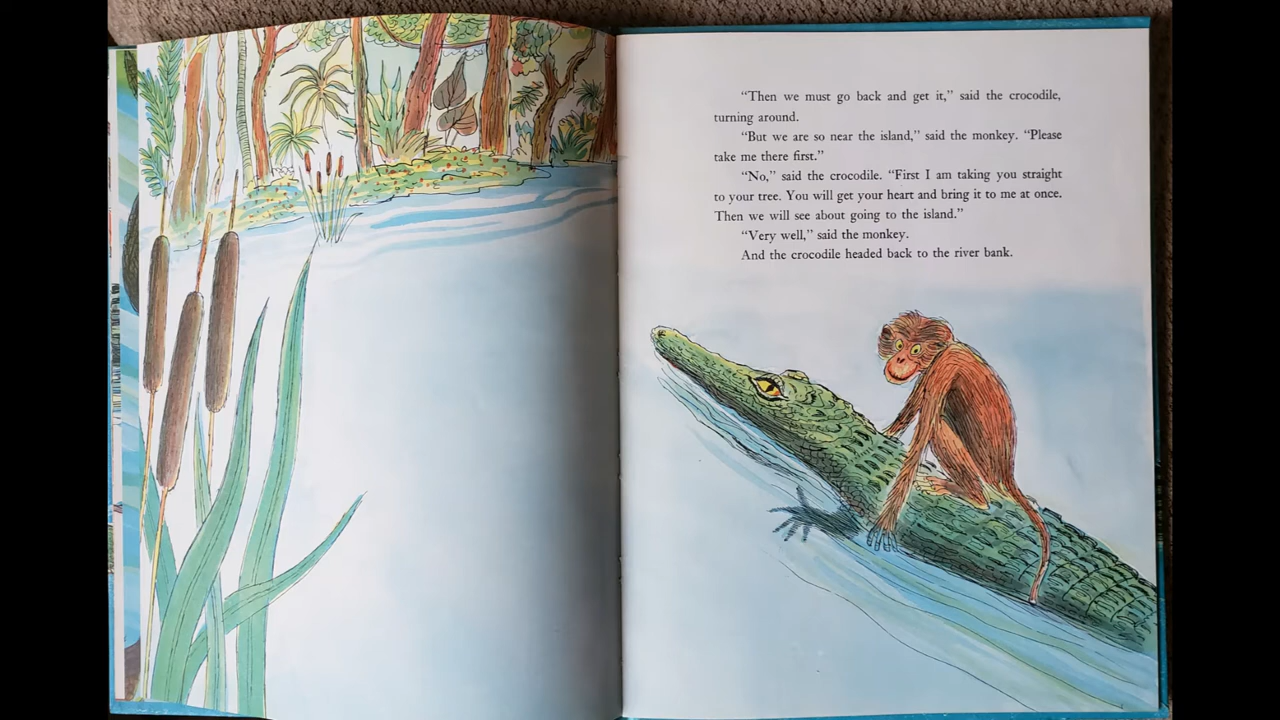 “Then we must go back and get it,” said the crocodile,
turning around.
“But we are so near the island,” said the monkey. “Please
take me there first.”
“No,” said the crocodile. “First I am taking you straight
to your tree. You will get your heart and bring it to me at once.
Then we will see about going to the island.”
“Very well,” said the monkey.
And the crocodile headed back to the river bank.